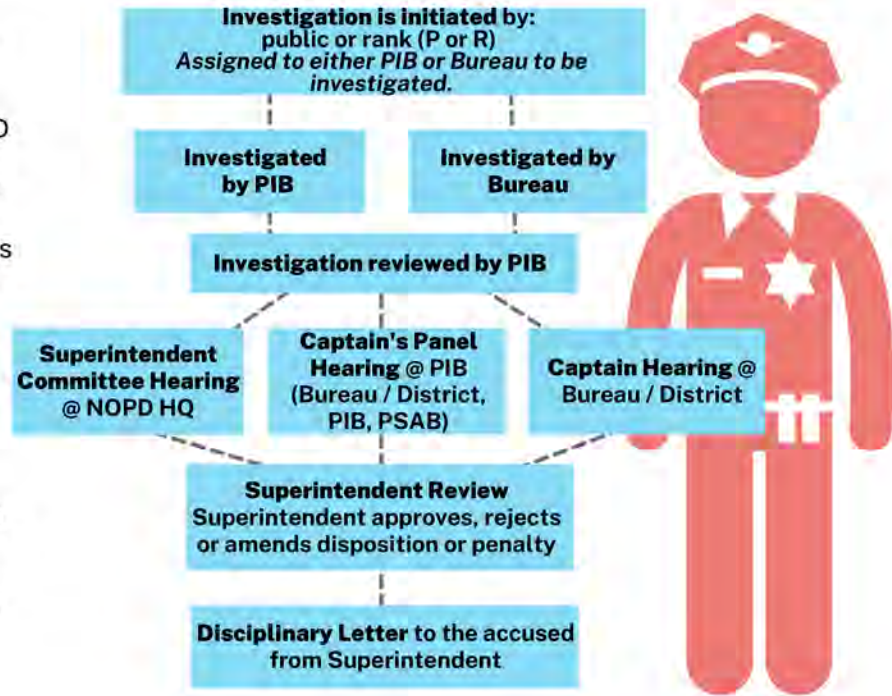 Investigation is initiated by:
public or rank (P or R)
Assigned to either PIB or Bureau to be
investigated.
Investigated
by PIB
Investigated by
Bureau
Investigation reviewed by PIB
Superintendent
Committee Hearing
@ NOPD HQ
Captain's Panel
Hearing @ PIB
(Bureau / District,
PIB, PSAB)
Captain Hearing @
Bureau / District
Superintendent Review
Superintendent approves, rejects
or amends disposition or penalty
Disciplinary Letter to the accused
from Superintendent